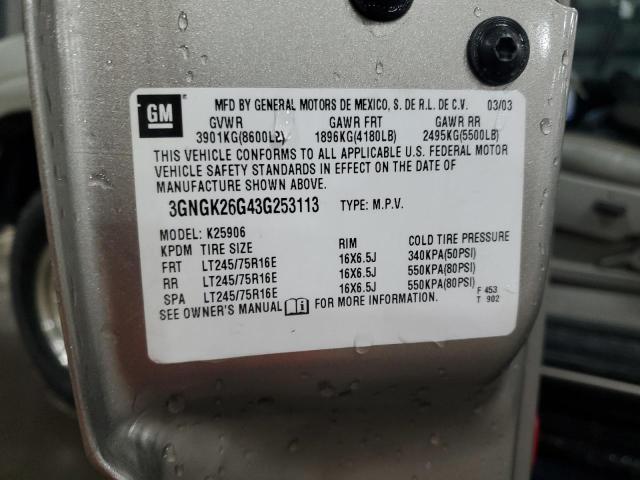 GM
MFD BY GENERAL MOTORS DE MEXICO, S. DE R.L. DE C.V. 03/03
GVWR GAWR FRT GAWR RR
3901KG(8600LB) 1896KG(4180LB) 2495KG(5500LB)
THIS VEHICLE CONFORMS TO ALL APPLICABLE U.S. FEDERAL MOTOR
VEHICLE SAFETY STANDARDS IN EFFECT ON THE DATE OF
MANUFACTURE SHOWN ABOVE.
3GNGK26G43G253113 TYPE: M.P.V.
MODEL: K25906
KPDM TIRE SIZE RIM COLD TIRE PRESSURE
FRT LT245/75R16E 16X6.5J 340KPA(50PSI)
RR LT245/75R16E 16X6.5J 550KPA(80PSI)
SPA LT245/75R16E 16X6.5J 550KPA(80PSI)
SEE OWNER'S MANUAL FOR MORE INFORMATION.
F 453
T 902